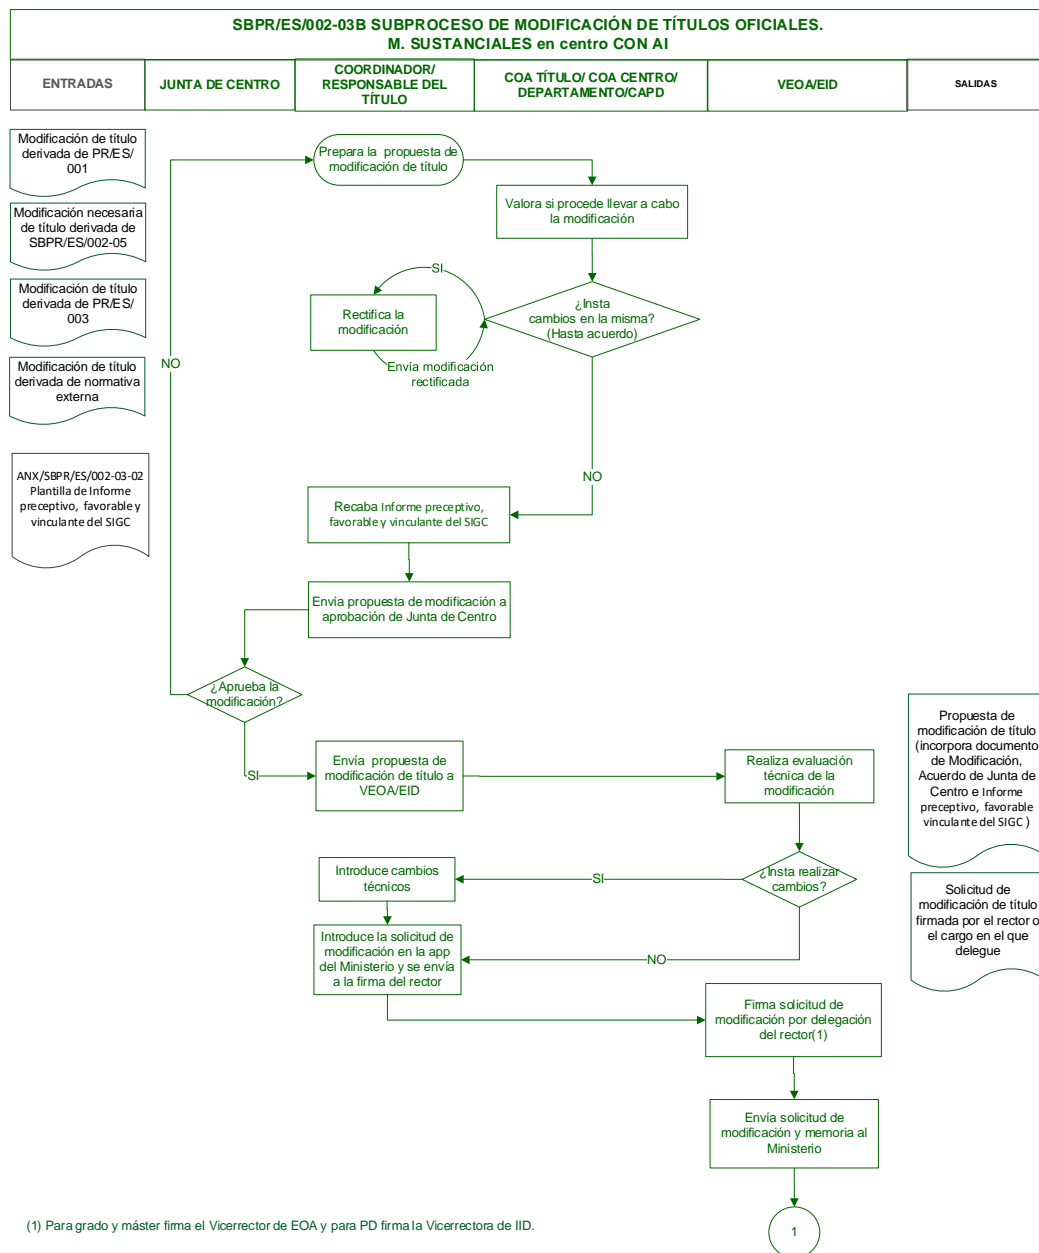 SBPR/ES/002-03B SUBPROCESO DE MODIFICACIÓN DE TÍTULOS OFICIALES.
M. SUSTANCIALES en centro CON AI
ENTRADAS
JUNTA DE CENTRO
COORDINADOR/
RESPONSABLE DEL
TÍTULO
COA TÍTULO/ COA CENTRO/
DEPARTAMENTO/CAPD
VEOA/EID
SALIDAS
Modificación de título
derivada de PR/ES/
001
Modificación necesaria
de título derivada de
SBPR/ES/002-05
Modificación de título
derivada de PR/ES/
003
Modificación de título
derivada de normativa
externa
ANX/SBPR/ES/002-03-02
Plantilla de Informe
preceptivo, favorable y
vinculante del SIGC
Prepara la propuesta de
modificación de título
Valora si procede llevar a cabo
la modificación
SI
¿Insta
cambios en la misma?
(Hasta acuerdo)
Rectifica la
modificación
Envía modificación
rectificada
NO
NO
Recaba Informe preceptivo,
favorable y vinculante del SIGC
Envía propuesta de modificación a
aprobación de Junta de Centro
¿Aprueba la
modificación?
SI
Envía propuesta de
modificación de título a
VEOA/EID
Realiza evaluación
técnica de la
modificación
Propuesta de
modificación de título
(incorpora documento
de Modificación,
Acuerdo de Junta de
Centro e Informe
preceptivo, favorable
vinculante del SIGC )
¿Insta realizar
cambios?
SI
Introduce cambios
técnicos
NO
Introduce la solicitud de
modificación en la app
del Ministerio y se envía
a la firma del rector
Solicitud de
modificación de título
firmada por el rector o
el cargo en el que
delegue
Firma solicitud de
modificación por delegación
del rector(1)
Envía solicitud de
modificación y memoria al
Ministerio
1
(1) Para grado y máster firma el Vicerrector de EOA y para PD firma la Vicerrectora de IID.